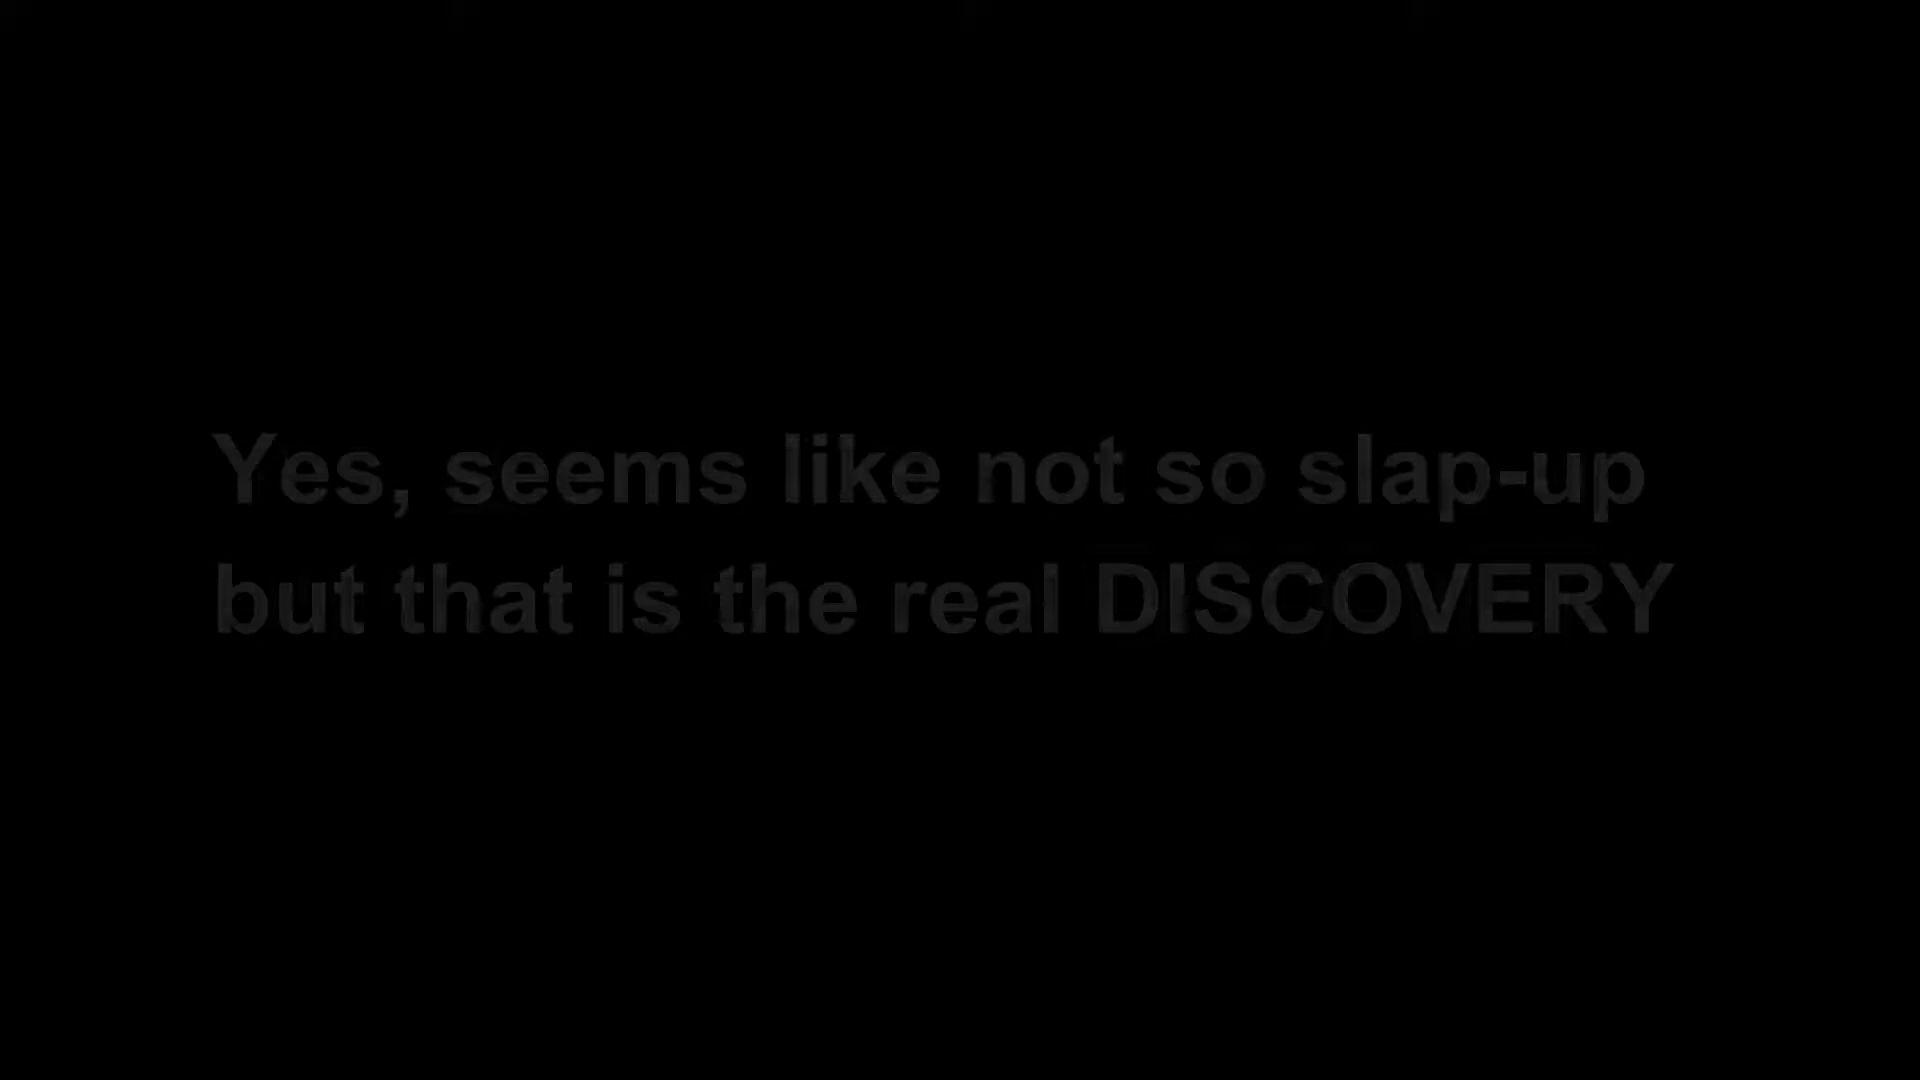 Yes, seems like not so slap-up
but that is the real DISCOVERY